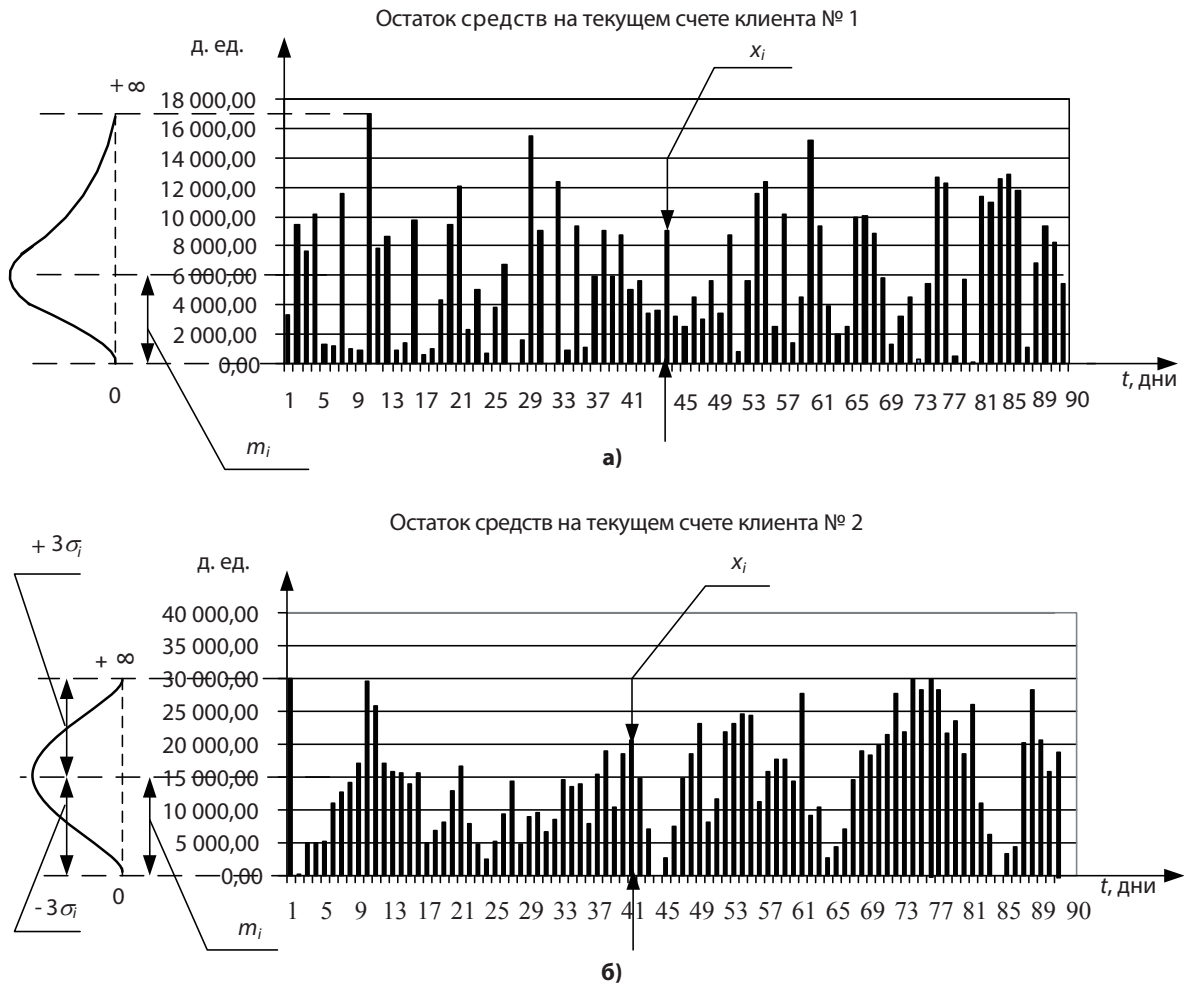 Остаток средств на текущем счете клиента № 1
д. ед.
x_i
+ ∞
18 000,00
16 000,00
14 000,00
12 000,00
10 000,00
8 000,00
6 000,00
4 000,00
2 000,00
0,00
t, дни
0
1 5 9 13 17 21 25 29 33 37 41 45 49 53 57 61 65 69 73 77 81 85 89 90
m_i
а)
Остаток средств на текущем счете клиента № 2
+ 3σ_i
д. ед.
x_i
40 000,00
35 000,00
+ ∞
30 000,00
25 000,00
20 000,00
15 000,00
10 000,00
5 000,00
0,00
t, дни
0
- 3σ_i
1 5 9 13 17 21 25 29 33 37 41 45 49 53 57 61 65 69 73 77 81 85 89 90
m_i
б)